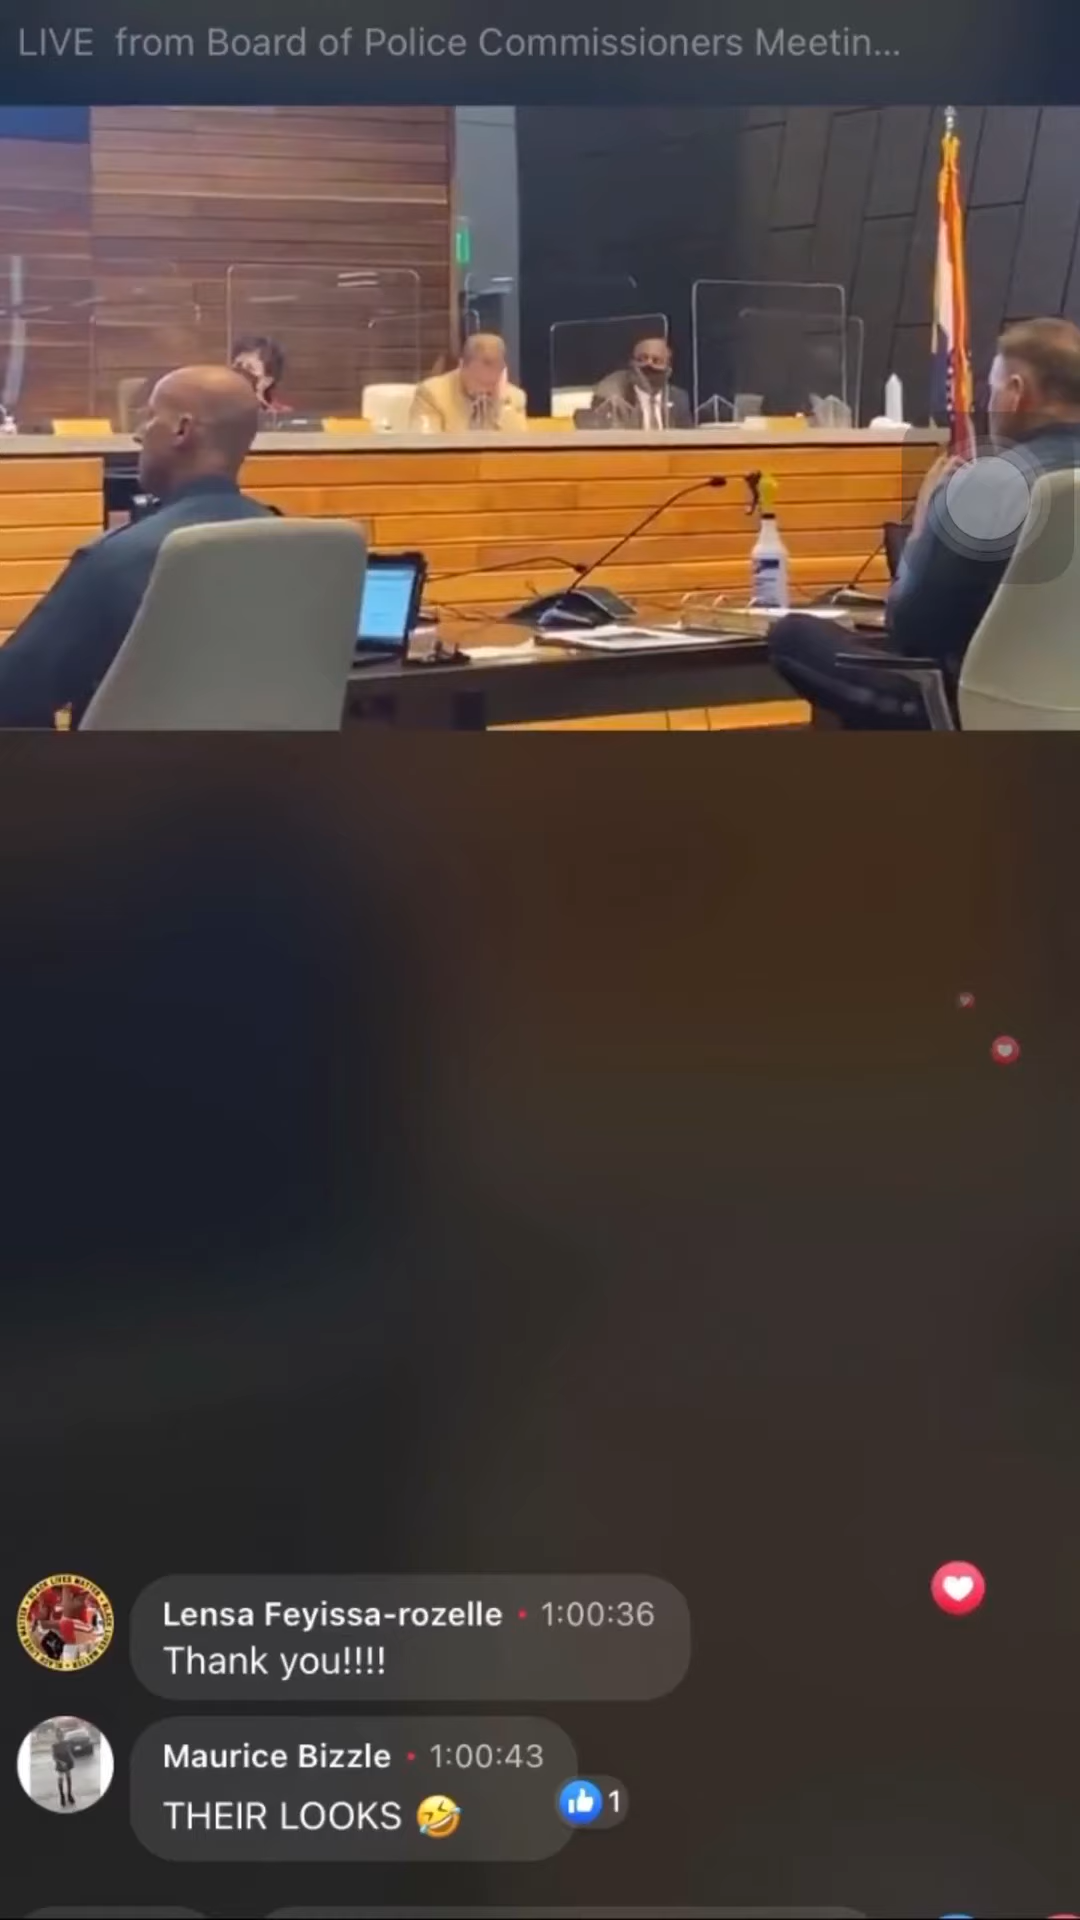 LIVE from Board of Police Commissioners Meetin...
Lensa Feyissa-rozelle • 1:00:36
Thank you!!!!
Maurice Bizzle • 1:00:43
THEIR LOOKS 🤣
1